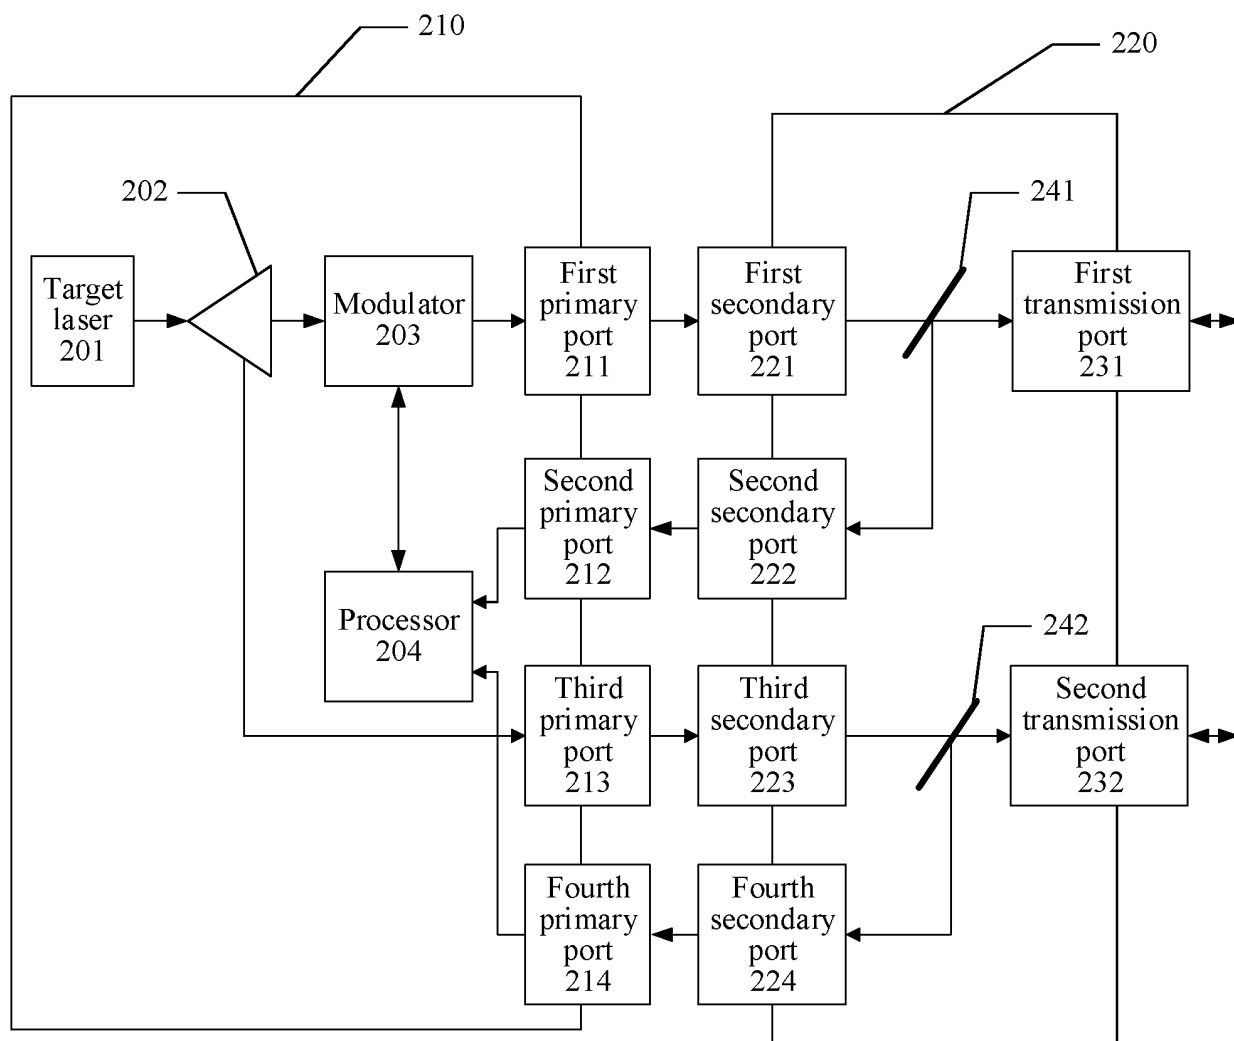 210
220
202
241
Target
laser
201
Modulator
203
First
primary
port
211
First
secondary
port
221
First
transmission
port
231
Second
primary
port
212
Second
secondary
port
222
Processor
204
242
Third
primary
port
213
Third
secondary
port
223
Second
transmission
port
232
Fourth
primary
port
214
Fourth
secondary
port
224